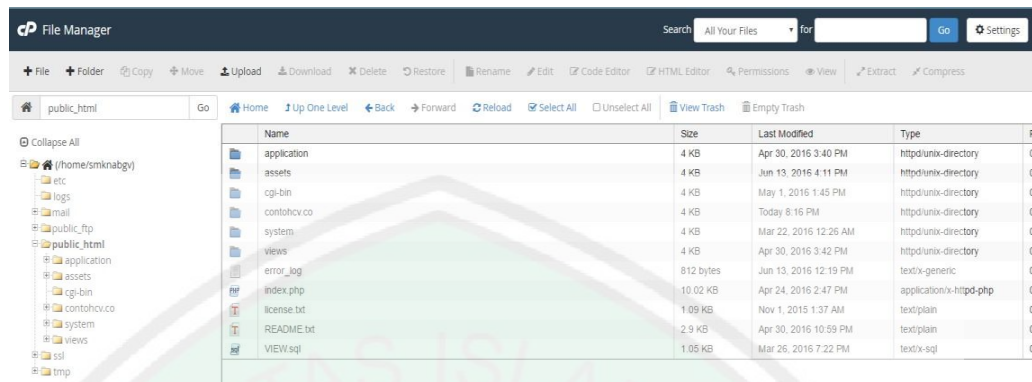 cP File Manager
Search All Your Files for Go Settings
File Folder Copy Move Upload Download Delete Restore Rename Edit Code Editor HTML Editor Permissions View Extract Compress
public_html Go Home Up One Level Back Forward Reload Select All Unselect All View Trash Empty Trash
Collapse All
(/home/smknabgv)
etc
logs
mail
public_ftp
public_html
application
assets
cgi-bin
contohcv.co
system
views
ssl
tmp
Name Size Last Modified Type
application 4 KB Apr 30, 2016 3:40 PM httpd/unix-directory
assets 4 KB Jun 13, 2016 4:11 PM httpd/unix-directory
cgi-bin 4 KB May 1, 2016 1:45 PM httpd/unix-directory
contohcv.co 4 KB Today 8:16 PM httpd/unix-directory
system 4 KB Mar 22, 2016 12:26 AM httpd/unix-directory
views 4 KB Apr 30, 2016 3:42 PM httpd/unix-directory
error_log 812 bytes Jun 13, 2016 12:19 PM text/x-generic
index.php 10.02 KB Apr 24, 2016 2:47 PM application/x-httpd-php
license.txt 1.09 KB Nov 1, 2015 1:37 AM text/plain
README.txt 2.9 KB Apr 30, 2016 10:59 PM text/plain
VIEW.sql 1.05 KB Mar 26, 2016 7:22 PM text/x-sql